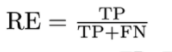 RE = TP / TP+FN